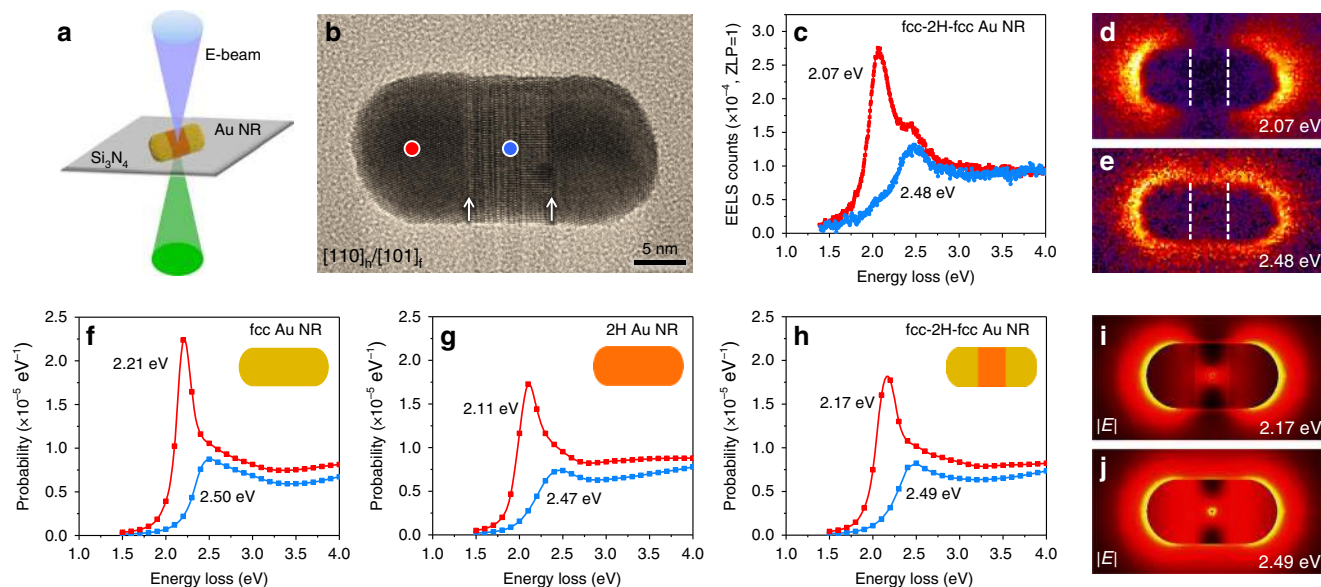 a
E-beam
Au NR
Si₃N₄
b
[110]ₕ/[101]f
5 nm
c
fcc-2H-fcc Au NR
EELS counts (×10⁻⁴, ZLP=1)
3.0
2.5
2.0
1.5
1.0
0.5
0.0
2.07 eV
2.48 eV
1.0 1.5 2.0 2.5 3.0 3.5 4.0
Energy loss (eV)
d
2.07 eV
e
2.48 eV
f
fcc Au NR
Probability (×10⁻⁵ eV⁻¹)
2.5
2.0
1.5
1.0
0.5
0.0
2.21 eV
2.50 eV
1.0 1.5 2.0 2.5 3.0 3.5 4.0
Energy loss (eV)
g
2H Au NR
Probability (×10⁻⁵ eV⁻¹)
2.5
2.0
1.5
1.0
0.5
0.0
2.11 eV
2.47 eV
1.0 1.5 2.0 2.5 3.0 3.5 4.0
Energy loss (eV)
h
fcc-2H-fcc Au NR
Probability (×10⁻⁵ eV⁻¹)
2.5
2.0
1.5
1.0
0.5
0.0
2.17 eV
2.49 eV
1.0 1.5 2.0 2.5 3.0 3.5 4.0
Energy loss (eV)
i
|E|
2.17 eV
j
|E|
2.49 eV